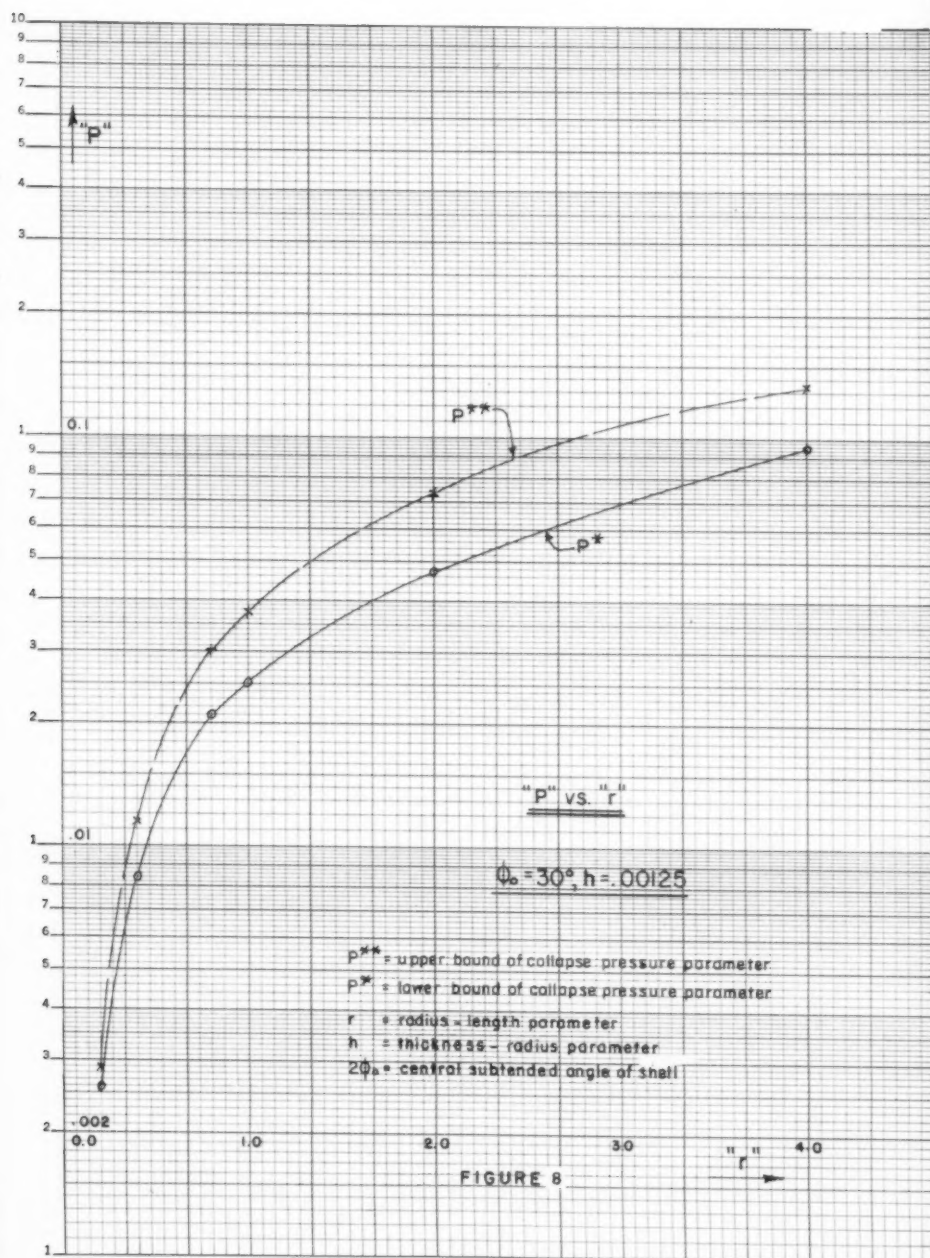 10
9
8
7
6
"P"
5
4
3
2
P**
1 0.1
9
8
7
6
P*
5
4
3
2
"P" vs. "r"
1 .01
9
8
ϕₒ = 30°, h = .00125
7
6
P** = upper bound of collapse pressure parameter
5
P* = lower bound of collapse pressure parameter
4
r = radius - length parameter
h = thickness - radius parameter
3
2ϕₒ = central subtended angle of shell
2 .002
0.0 1.0 2.0 3.0 4.0
"r"
FIGURE 8
1